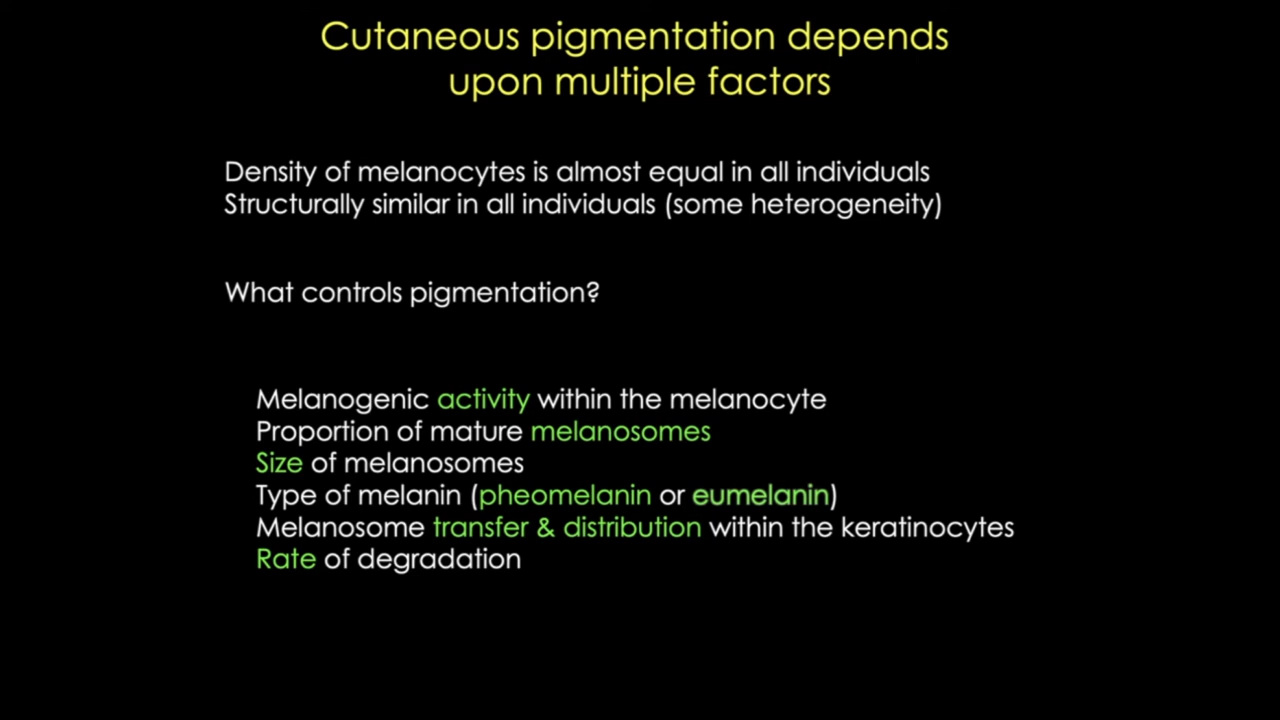 Cutaneous pigmentation depends
upon multiple factors
Density of melanocytes is almost equal in all individuals
Structurally similar in all individuals (some heterogeneity)
What controls pigmentation?
Melanogenic activity within the melanocyte
Proportion of mature melanosomes
Size of melanosomes
Type of melanin (pheomelanin or eumelanin)
Melanosome transfer & distribution within the keratinocytes
Rate of degradation